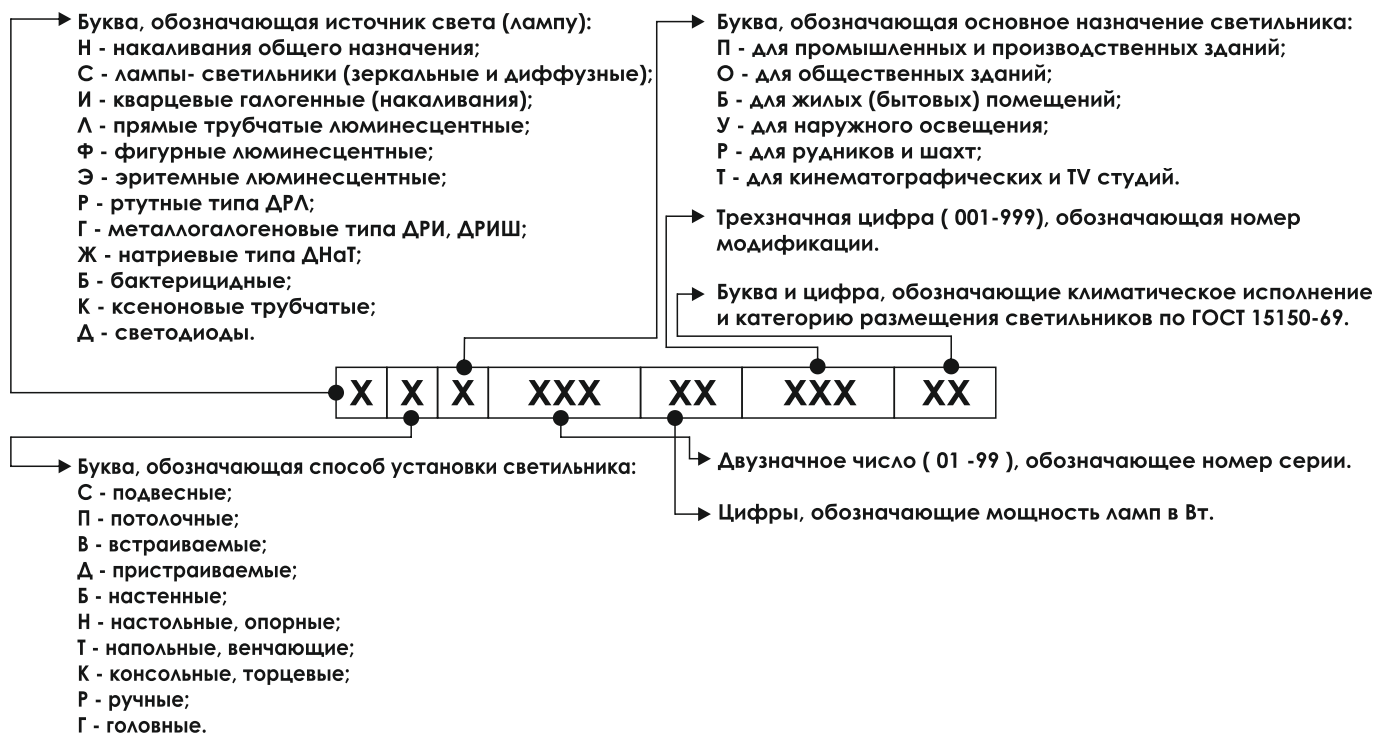 Буква, обозначающая источник света (лампу):
Н - накаливания общего назначения;
С - лампы- светильники (зеркальные и диффузные);
И - кварцевые галогенные (накаливания);
Л - прямые трубчатые люминесцентные;
Ф - фигурные люминесцентные;
Э - эритемные люминесцентные;
Р - ртутные типа ДРЛ;
Г - металлогалогеновые типа ДРИ, ДРИШ;
Ж - натриевые типа ДНаТ;
Б - бактерицидные;
К - ксеноновые трубчатые;
Д - светодиоды.
Буква, обозначающая основное назначение светильника:
П - для промышленных и производственных зданий;
О - для общественных зданий;
Б - для жилых (бытовых) помещений;
У - для наружного освещения;
Р - для рудников и шахт;
Т - для кинематографических и TV студий.
Трехзначная цифра ( 001-999), обозначающая номер
модификации.
Буква и цифра, обозначающие климатическое исполнение
и категорию размещения светильников по ГОСТ 15150-69.
Х Х Х ХХХ ХХ ХХХ ХХ
Буква, обозначающая способ установки светильника:
С - подвесные;
П - потолочные;
В - встраиваемые;
Д - пристраиваемые;
Б - настенные;
Н - настольные, опорные;
Т - напольные, венчающие;
К - консольные, торцевые;
Р - ручные;
Г - головные.
Двузначное число ( 01 -99 ), обозначающее номер серии.
Цифры, обозначающие мощность ламп в Вт.